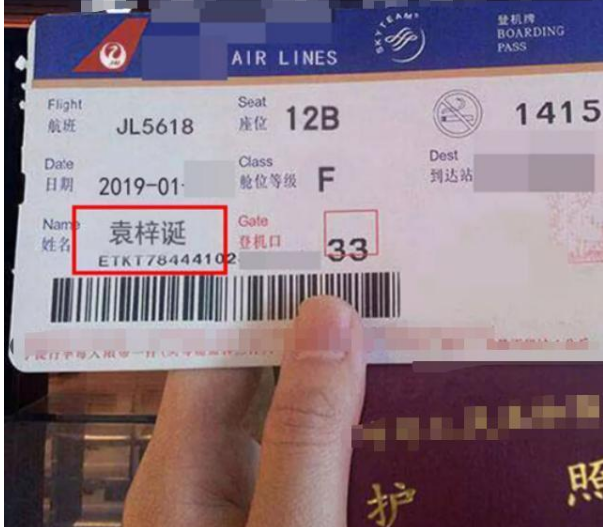 SKYTEAM
登机牌
BOARDING
PASS
AIR LINES
Flight
航班 JL5618
Seat
座位 12B
1415
Date
日期 2019-01-
Class
舱位等级 F
Dest
到达站
Name
姓名 袁梓诞
ETKT78444102
Gate
登机口 33
护 照